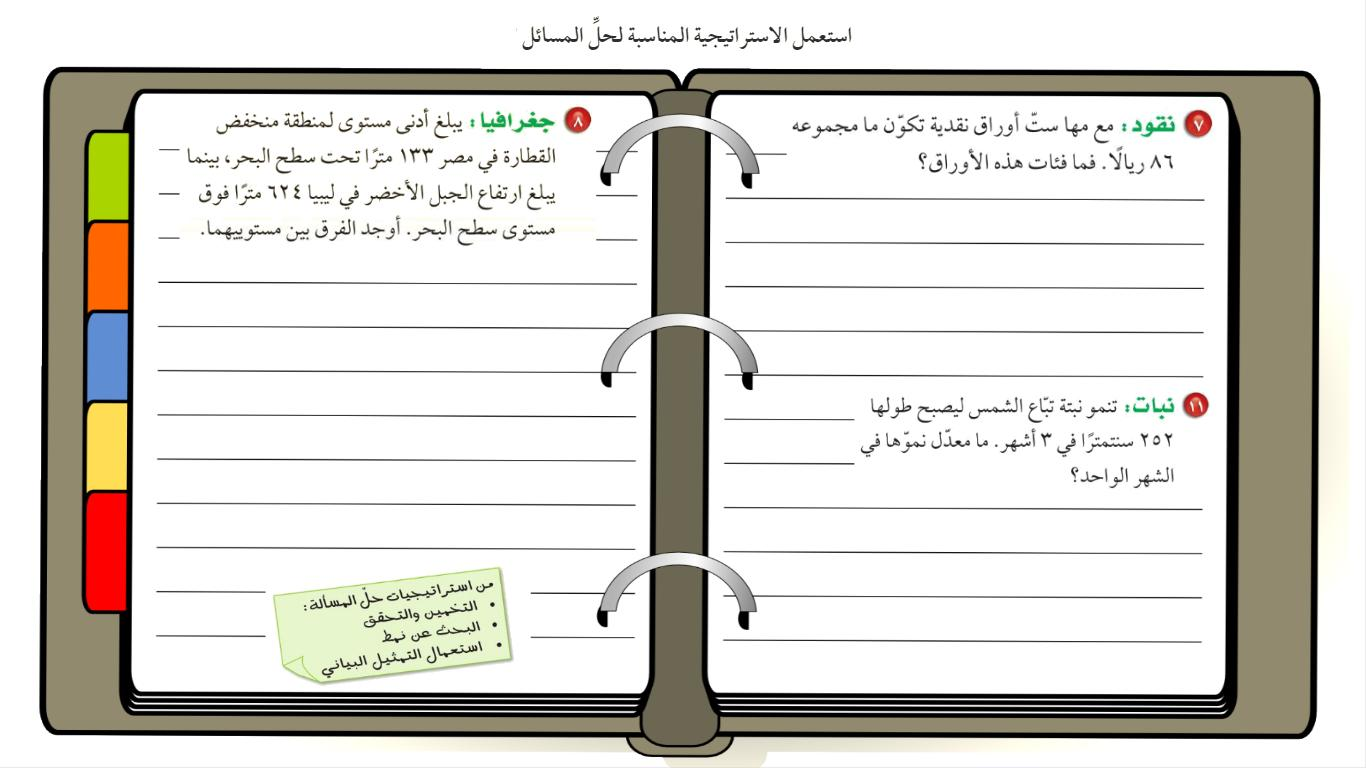 استعمل الاستراتيجية المناسبة لحلِّ المسائل
٧ نقود: مع مها ستّ أوراق نقدية تكوّن ما مجموعه
٨٦ ريالًا. فما فئات هذه الأوراق؟
١١ نبات: تنمو نبتة تبّاع الشمس ليصبح طولها
٢٥٢ سنتمترًا في ٣ أشهر. ما معدّل نموّها في
الشهر الواحد؟
٨ جغرافيا: يبلغ أدنى مستوى لمنطقة منخفض
القطارة في مصر ١٣٣ مترًا تحت سطح البحر، بينما
يبلغ ارتفاع الجبل الأخضر في ليبيا ٦٢٤ مترًا فوق
مستوى سطح البحر. أوجد الفرق بين مستوييهما.
من استراتيجيات حلّ المسألة:
• التخمين والتحقق
• البحث عن نمط
• استعمال التمثيل البياني